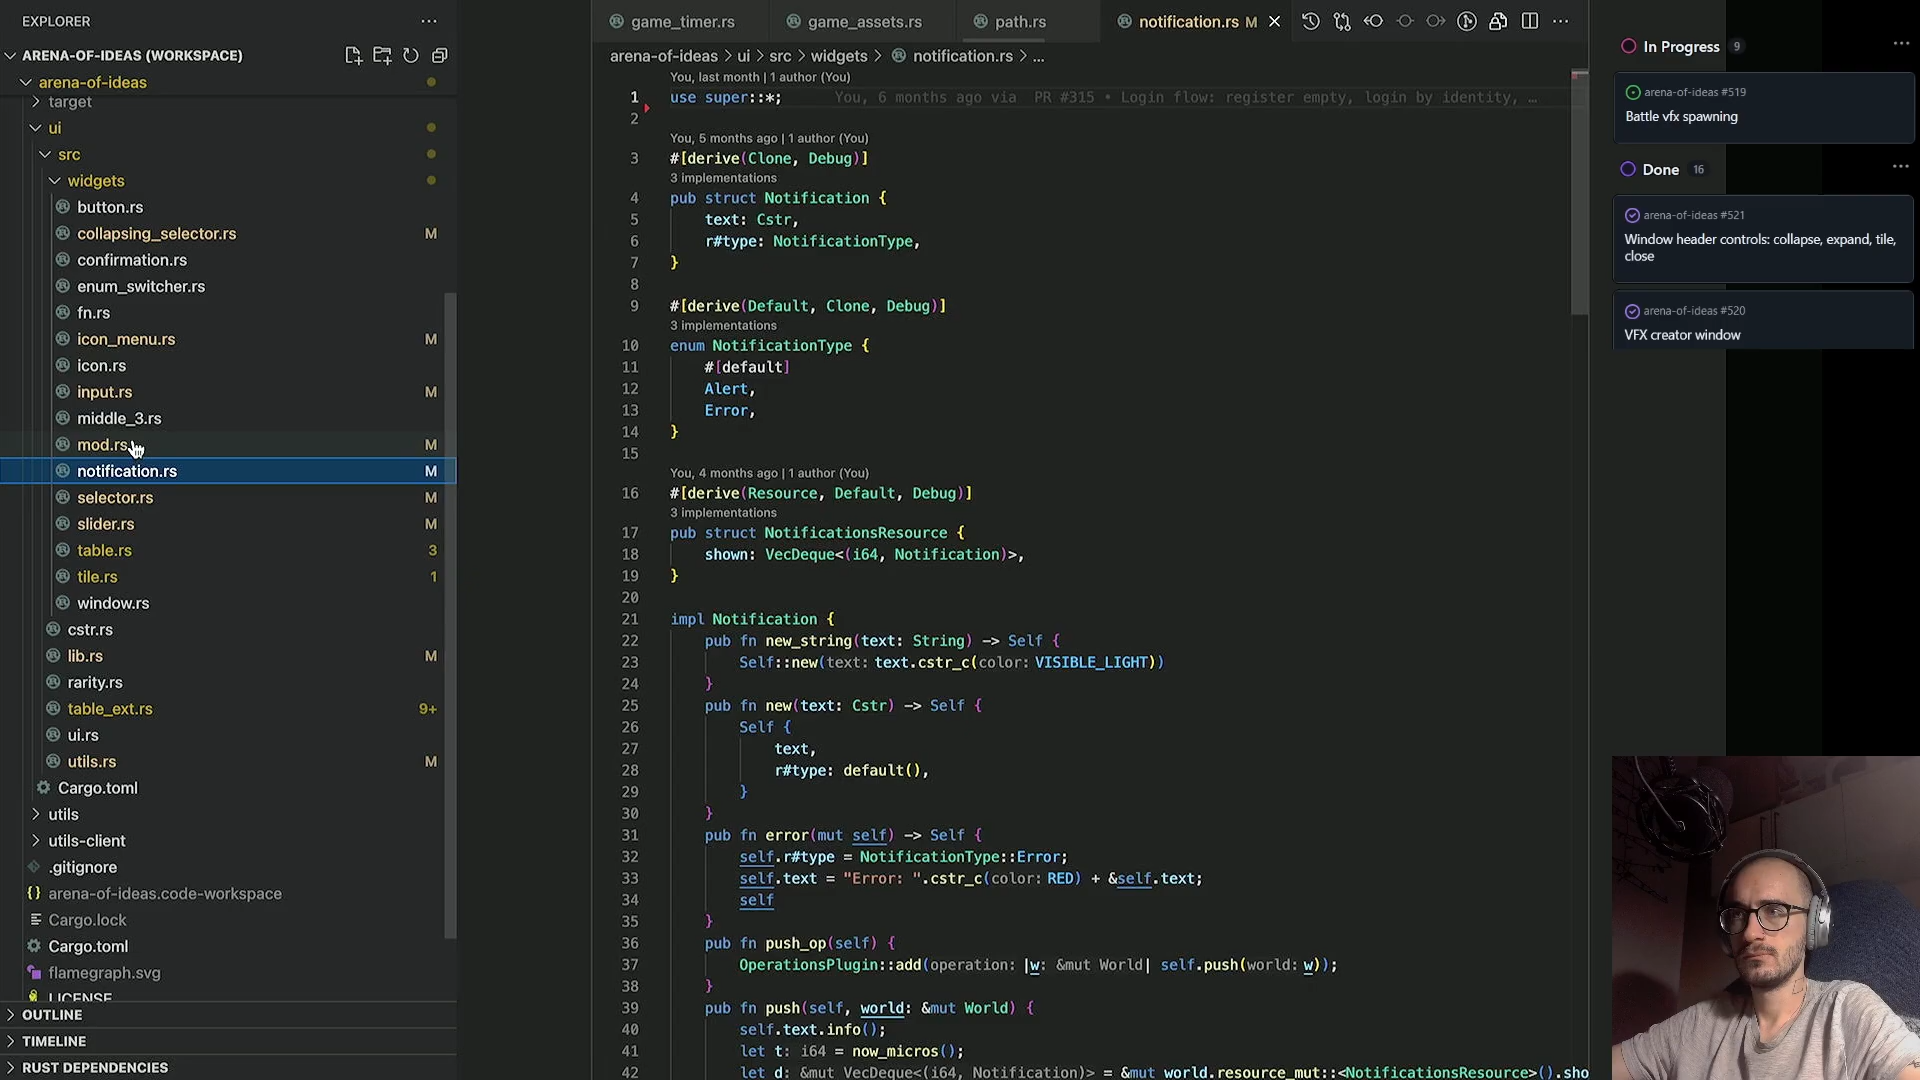 EXPLORER
ARENA-OF-IDEAS (WORKSPACE)
arena-of-ideas
target
ui
src
widgets
button.rs
collapsing_selector.rs M
confirmation.rs
enum_switcher.rs
fn.rs
icon_menu.rs M
icon.rs
input.rs M
middle_3.rs
mod.rs M
notification.rs M
selector.rs M
slider.rs M
table.rs 3
tile.rs 1
window.rs
cstr.rs
lib.rs M
rarity.rs
table_ext.rs 9+
ui.rs
utils.rs M
Cargo.toml
utils
utils-client
.gitignore
arena-of-ideas.code-workspace
Cargo.lock
Cargo.toml
flamegraph.svg
LICENSE
OUTLINE
TIMELINE
RUST DEPENDENCIES
game_timer.rs
game_assets.rs
path.rs
notification.rs M
arena-of-ideas > ui > src > widgets > notification.rs > ...
You, last month | 1 author (You)
1 use super::*; You, 6 months ago via PR #315 • Login flow: register empty, login by identity, …
2
You, 5 months ago | 1 author (You)
3 #[derive(Clone, Debug)]
3 implementations
4 pub struct Notification {
5 text: Cstr,
6 r#type: NotificationType,
7 }
8
9 #[derive(Default, Clone, Debug)]
3 implementations
10 enum NotificationType {
11 #[default]
12 Alert,
13 Error,
14 }
15
You, 4 months ago | 1 author (You)
16 #[derive(Resource, Default, Debug)]
3 implementations
17 pub struct NotificationsResource {
18 shown: VecDeque<(i64, Notification)>,
19 }
20
21 impl Notification {
22 pub fn new_string(text: String) -> Self {
23 Self::new(text: text.cstr_c(color: VISIBLE_LIGHT))
24 }
25 pub fn new(text: Cstr) -> Self {
26 Self {
27 text,
28 r#type: default(),
29 }
30 }
31 pub fn error(mut self) -> Self {
32 self.r#type = NotificationType::Error;
33 self.text = "Error: ".cstr_c(color: RED) + &self.text;
34 self
35 }
36 pub fn push_op(self) {
37 OperationsPlugin::add(operation: |w: &mut World| self.push(world: w));
38 }
39 pub fn push(self, world: &mut World) {
40 self.text.info();
41 let t: i64 = now_micros();
42 let d: &mut VecDeque<(i64, Notification)> = &mut world.resource_mut::<NotificationsResource>().sho
In Progress 9
arena-of-ideas #519
Battle vfx spawning
Done 16
arena-of-ideas #521
Window header controls: collapse, expand, tile,
close
arena-of-ideas #520
VFX creator window